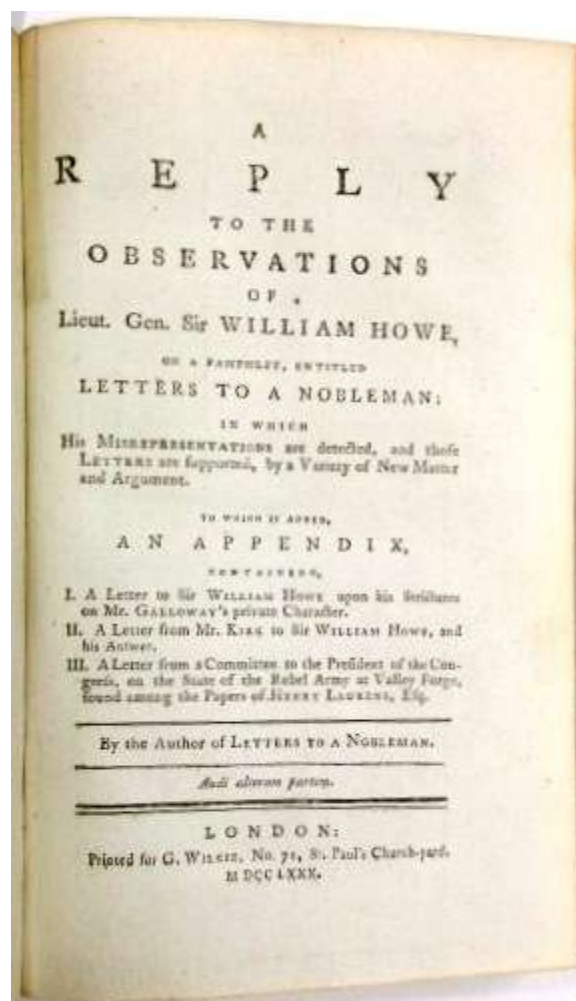 A
REPLY
TO THE
OBSERVATIONS
OF
Lieut. Gen. Sir WILLIAM HOWE,
ON A PAMPHLET, ENTITLED
LETTERS TO A NOBLEMAN:
IN WHICH
His MISREPRESENTATIONS are detected, and those
LETTERS are supported, by a Variety of New Matter
and Argument.
TO WHICH IS ADDED,
AN APPENDIX,
CONTAINING,
I. A Letter to Sir WILLIAM HOWE upon his Strictures
on Mr. GALLOWAY's private Character.
II. A Letter from Mr. KIRK to Sir WILLIAM HOWE, and
his Answer.
III. A Letter from a Committee to the President of the Con-
gress, on the State of the Rebel Army at Valley Forge,
found among the Papers of HENRY LAURENS, Esq.
By the Author of LETTERS TO A NOBLEMAN.
Audi alteram partem.
LONDON:
Printed for G. WILKIE, No. 71, St. Paul's Church-yard.
M DCC LXXX.